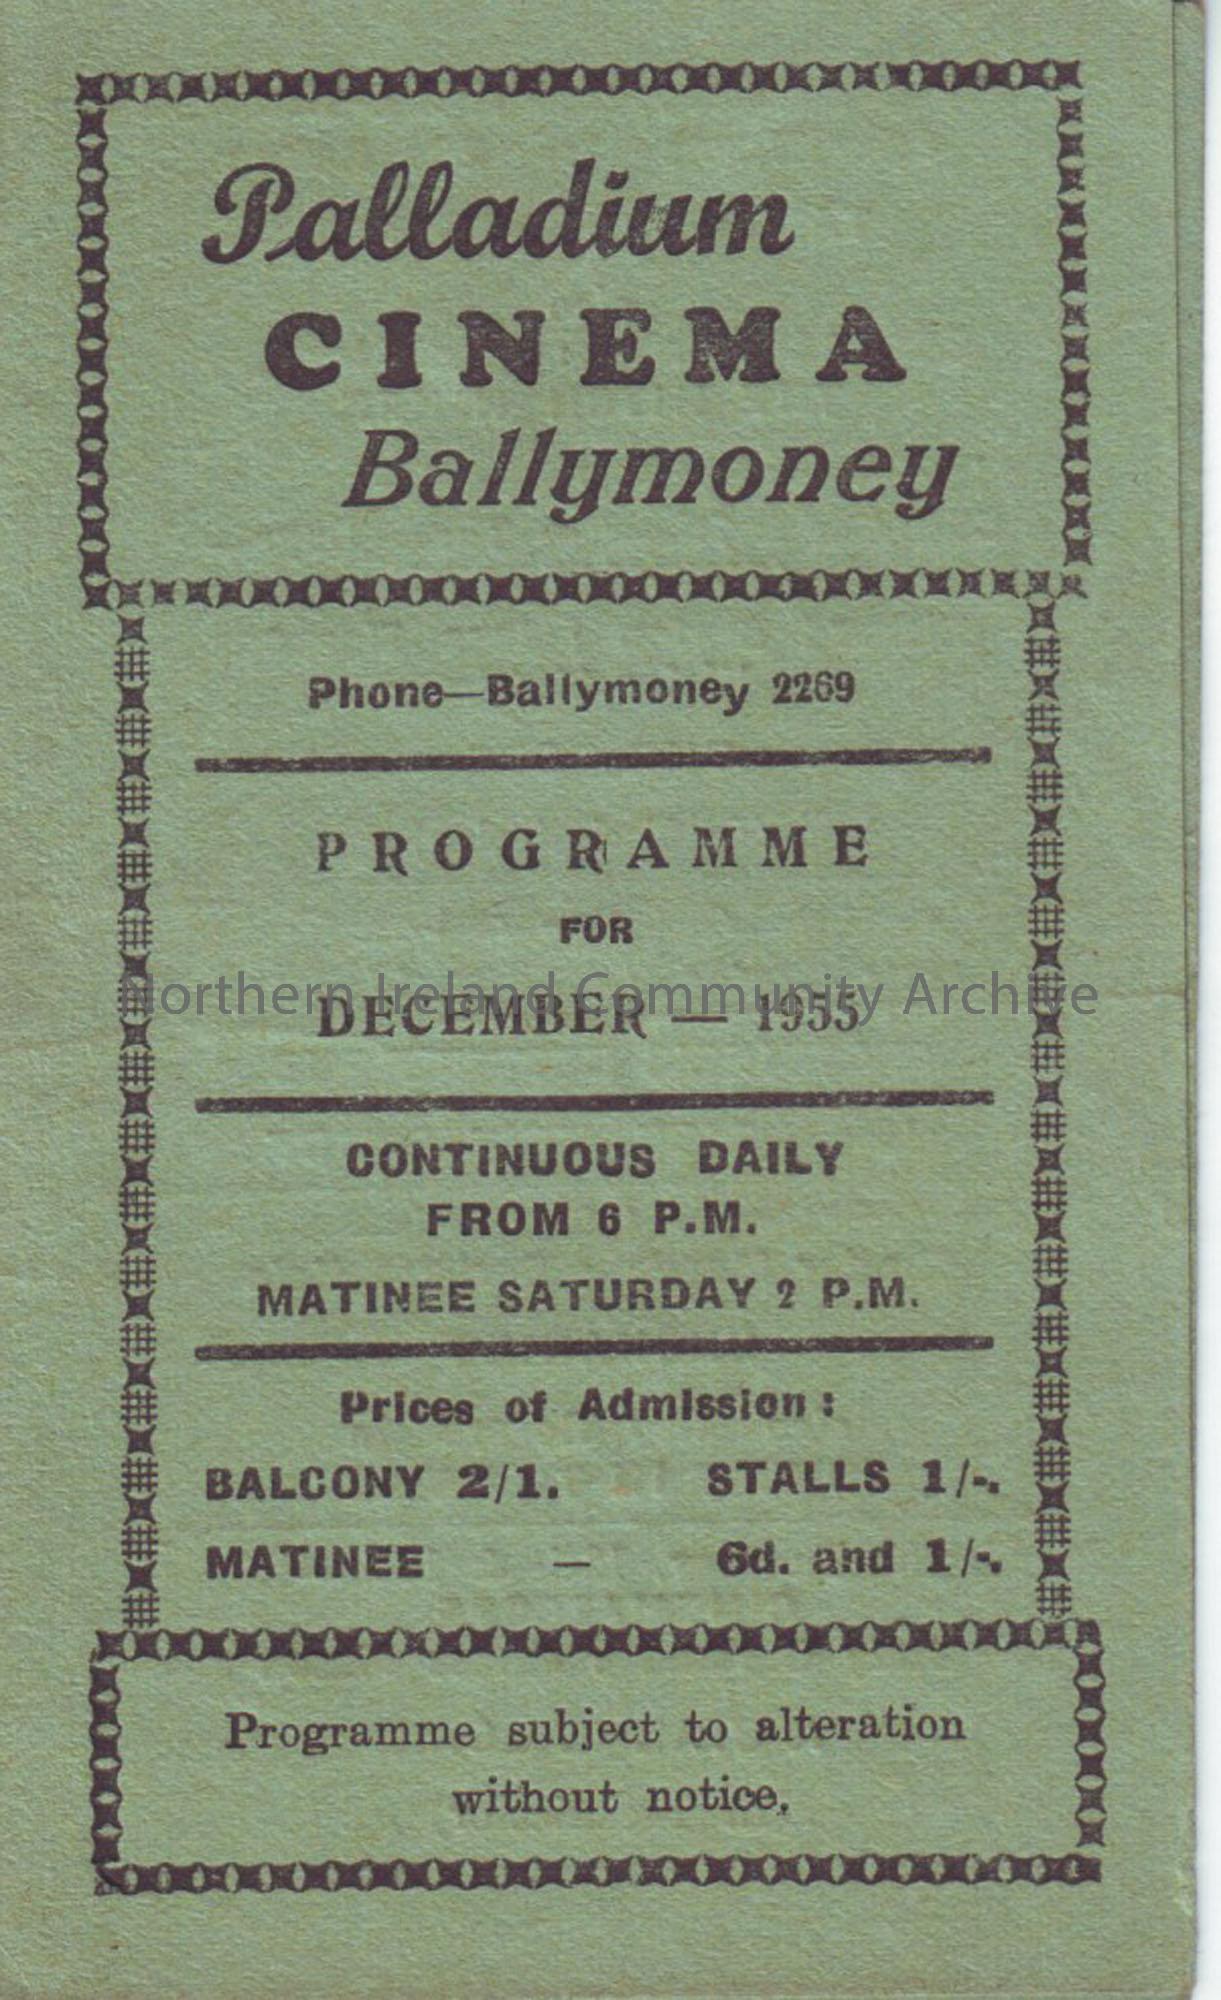 Palladium
CINEMA
Ballymoney
Phone—Ballymoney 2269
PROGRAMME
FOR
DECEMBER — 1955
Northern Ireland Community Archive
CONTINUOUS DAILY
FROM 6 P.M.
MATINEE SATURDAY 2 P.M.
Prices of Admission :
BALCONY 2/1. STALLS 1/-.
MATINEE — 6d. and 1/-.
Programme subject to alteration
without notice.